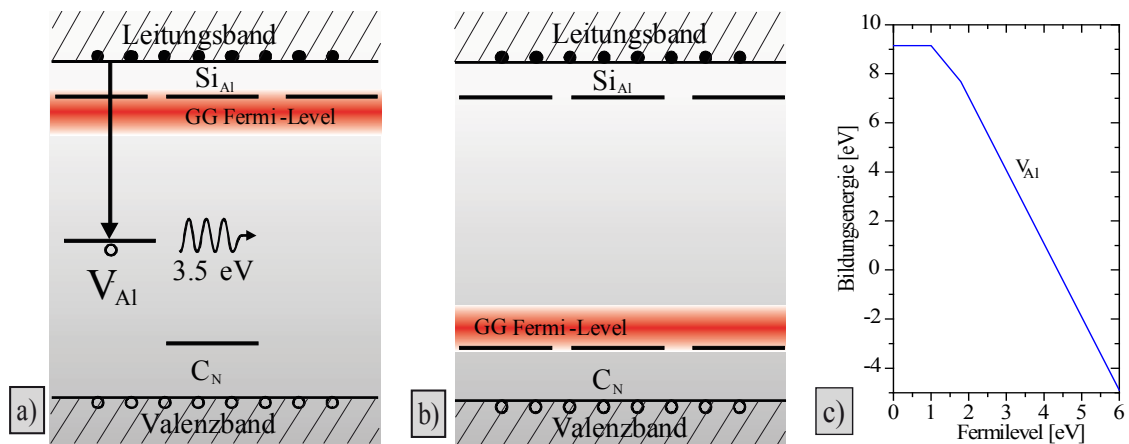 Leitungsband
Si_Al
GG Fermi-Level
3.5 eV
V_Al
C_N
a)
Valenzband
Leitungsband
Si_Al
GG Fermi-Level
C_N
b)
Valenzband
10
8
6
4
2
0
-2
-4
Bildungsenergie [eV]
V_Al
0 1 2 3 4 5 6
c)
Fermilevel [eV]